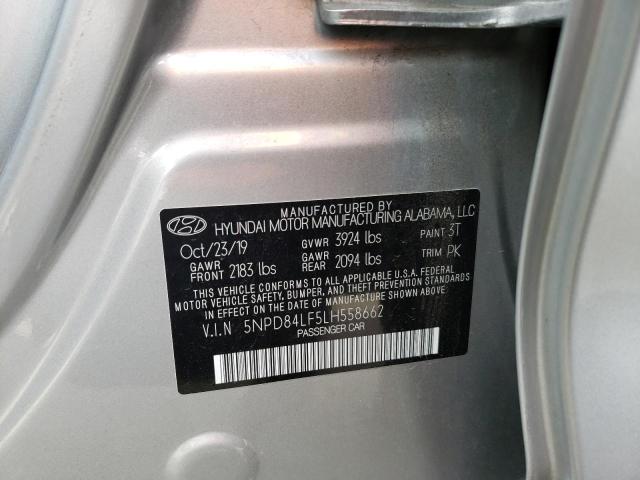 MANUFACTURED BY
HYUNDAI MOTOR MANUFACTURING ALABAMA, LLC
Oct/23/19 GVWR 3924 lbs PAINT 3T
GAWR FRONT 2183 lbs GAWR REAR 2094 lbs TRIM PK
THIS VEHICLE CONFORMS TO ALL APPLICABLE U.S.A. FEDERAL
MOTOR VEHICLE SAFETY, BUMPER, AND THEFT PREVENTION STANDARDS
IN EFFECT ON THE DATE OF MANUFACTURE SHOWN ABOVE.
V.I.N 5NPD84LF5LH558662
PASSENGER CAR